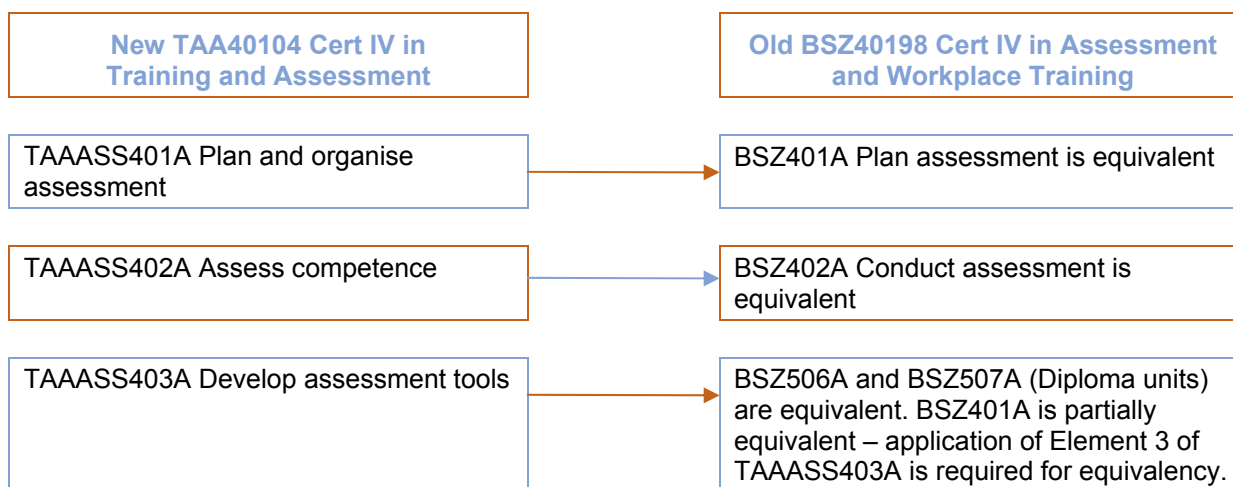 New TAA40104 Cert IV in
Training and Assessment
Old BSZ40198 Cert IV in Assessment
and Workplace Training
TAAASS401A Plan and organise
assessment
BSZ401A Plan assessment is equivalent
TAAASS402A Assess competence
BSZ402A Conduct assessment is
equivalent
TAAASS403A Develop assessment tools
BSZ506A and BSZ507A (Diploma units)
are equivalent. BSZ401A is partially
equivalent – application of Element 3 of
TAAASS403A is required for equivalency.